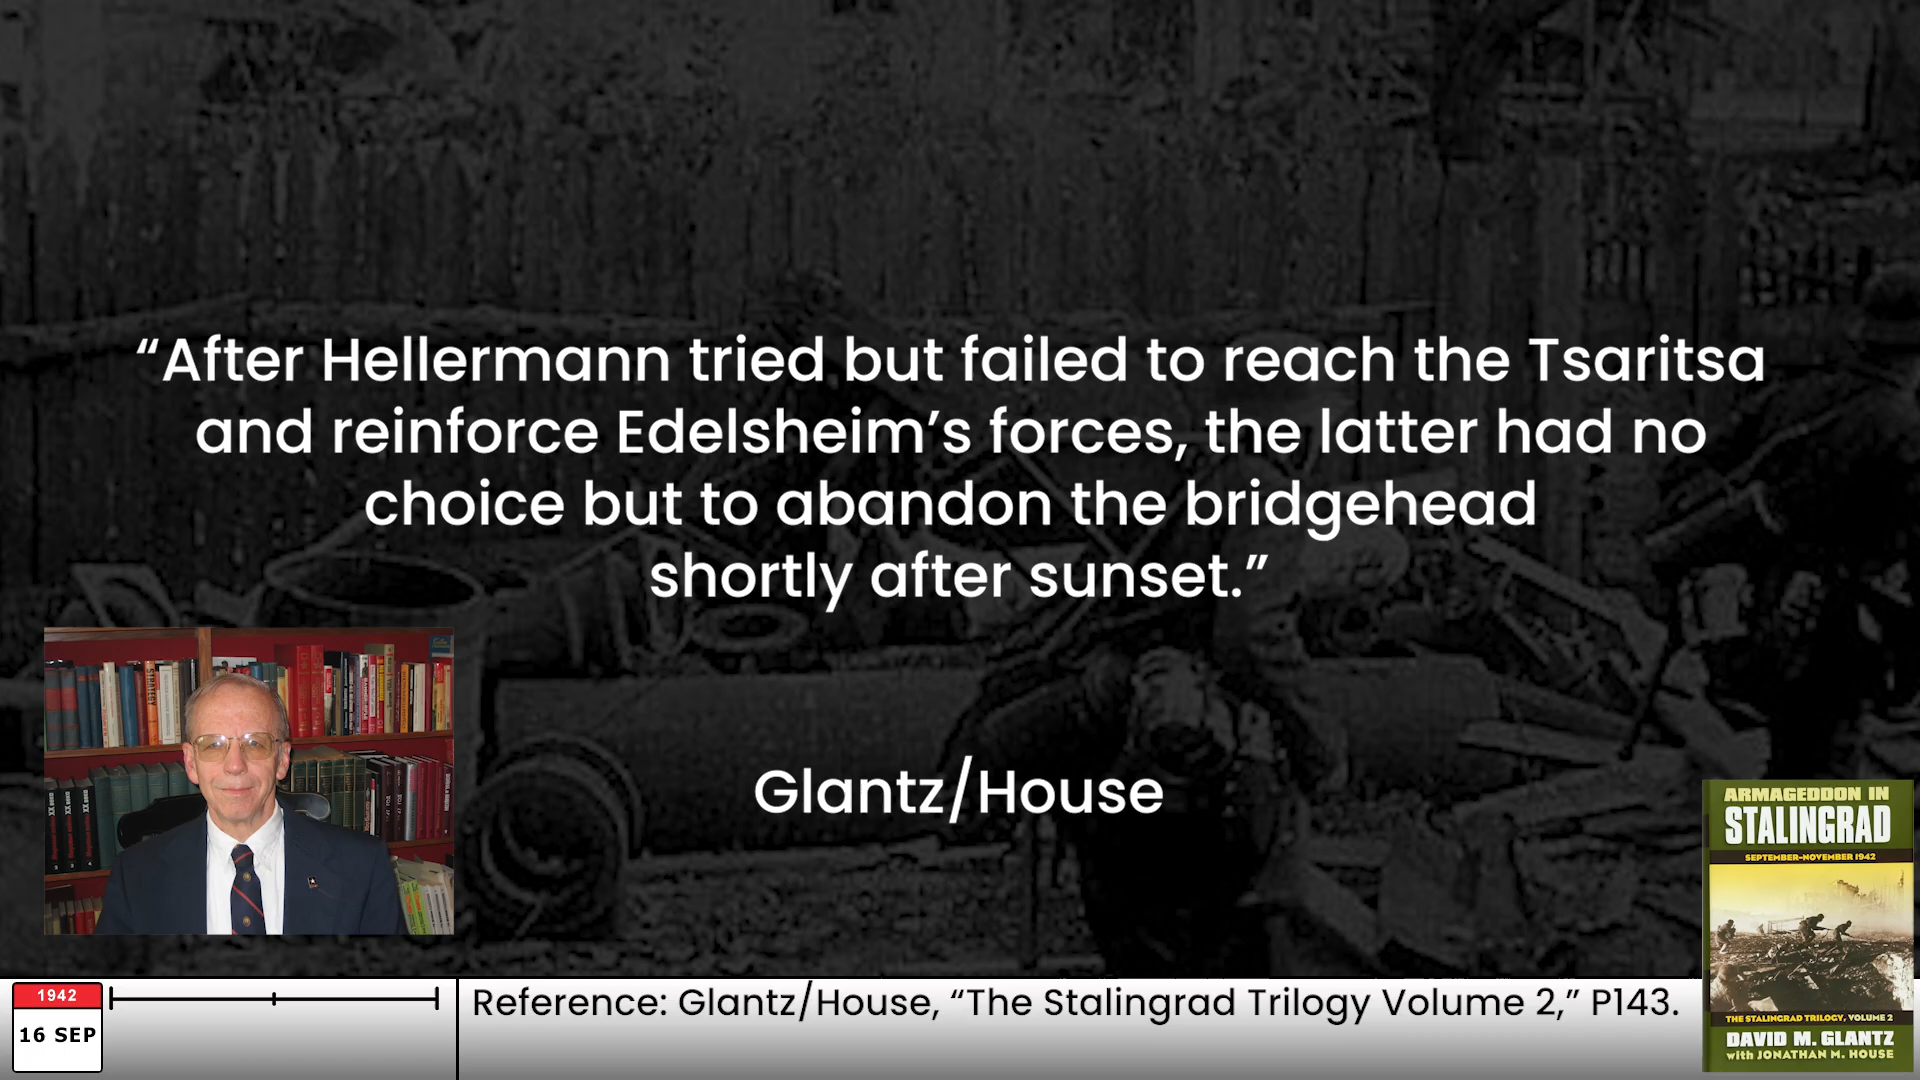 “After Hellermann tried but failed to reach the Tsaritsa
and reinforce Edelsheim’s forces, the latter had no
choice but to abandon the bridgehead
shortly after sunset.”
Glantz/House
ARMAGEDDON IN
STALINGRAD
SEPTEMBER–NOVEMBER 1942
THE STALINGRAD TRILOGY, VOLUME 2
DAVID M. GLANTZ
with JONATHAN M. HOUSE
1942
16 SEP
Reference: Glantz/House, “The Stalingrad Trilogy Volume 2,” P143.